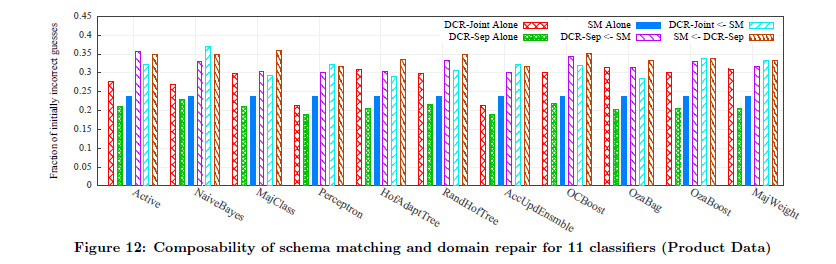 0.45
0.4
0.35
0.3
0.25
0.2
0.15
0.1
0.05
0
Fraction of initially incorrect guesses
DCR-Joint Alone
SM Alone
DCR-Joint <- SM
DCR-Sep Alone
DCR-Sep <- SM
SM <- DCR-Sep
Active
NaiveBayes
MajClass
Perceptron
HofAdaptTree
RandHofTree
AccUpdEnsmble
OCBoost
OzaBag
OzaBoost
MajWeight
Figure 12: Composability of schema matching and domain repair for 11 classifiers (Product Data)